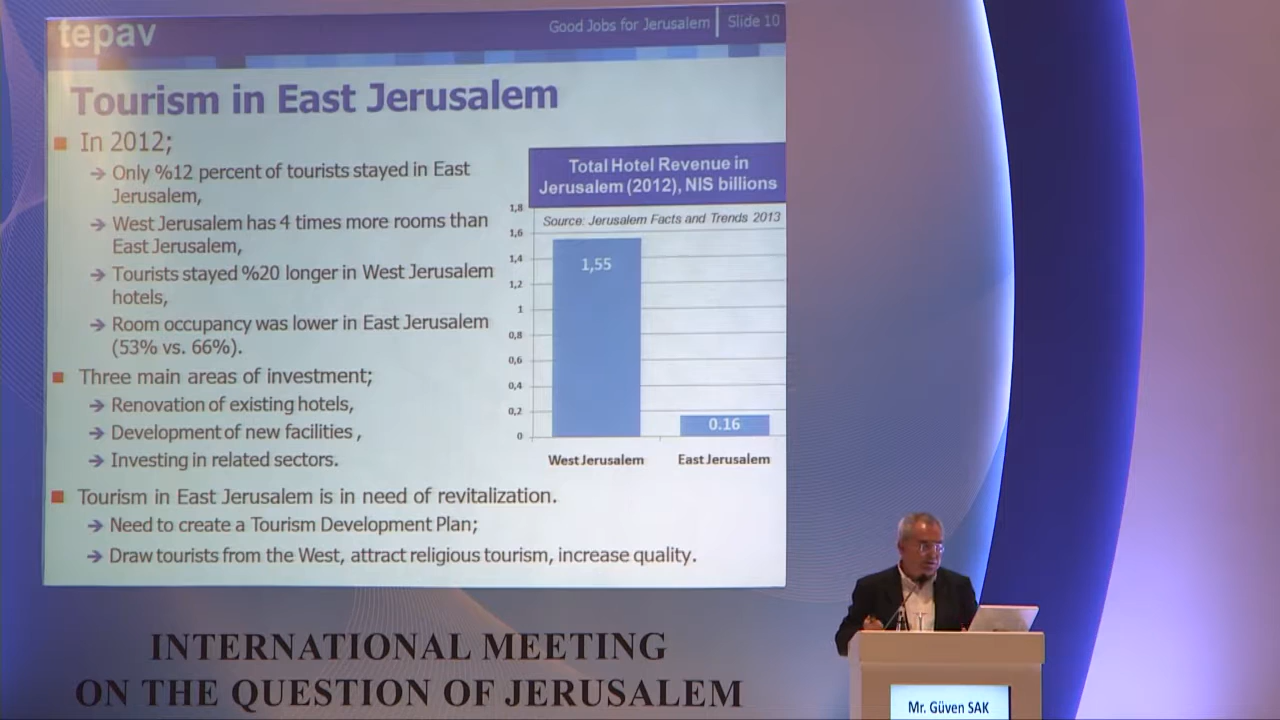 tepav
Good Jobs for Jerusalem | Slide 10
Tourism in East Jerusalem
In 2012;
Only %12 percent of tourists stayed in East
Jerusalem,
West Jerusalem has 4 times more rooms than
East Jerusalem,
Tourists stayed %20 longer in West Jerusalem
hotels,
Room occupancy was lower in East Jerusalem
(53% vs. 66%).
Three main areas of investment;
Renovation of existing hotels,
Development of new facilities ,
Investing in related sectors.
Tourism in East Jerusalem is in need of revitalization.
Need to create a Tourism Development Plan;
Draw tourists from the West, attract religious tourism, increase quality.
Total Hotel Revenue in
Jerusalem (2012), NIS billions
Source: Jerusalem Facts and Trends 2013
1,8
1,6
1,4
1,2
1
0,8
0,6
0,4
0,2
0
1,55
0.16
West Jerusalem
East Jerusalem
INTERNATIONAL MEETING
ON THE QUESTION OF JERUSALEM
Mr. Güven SAK